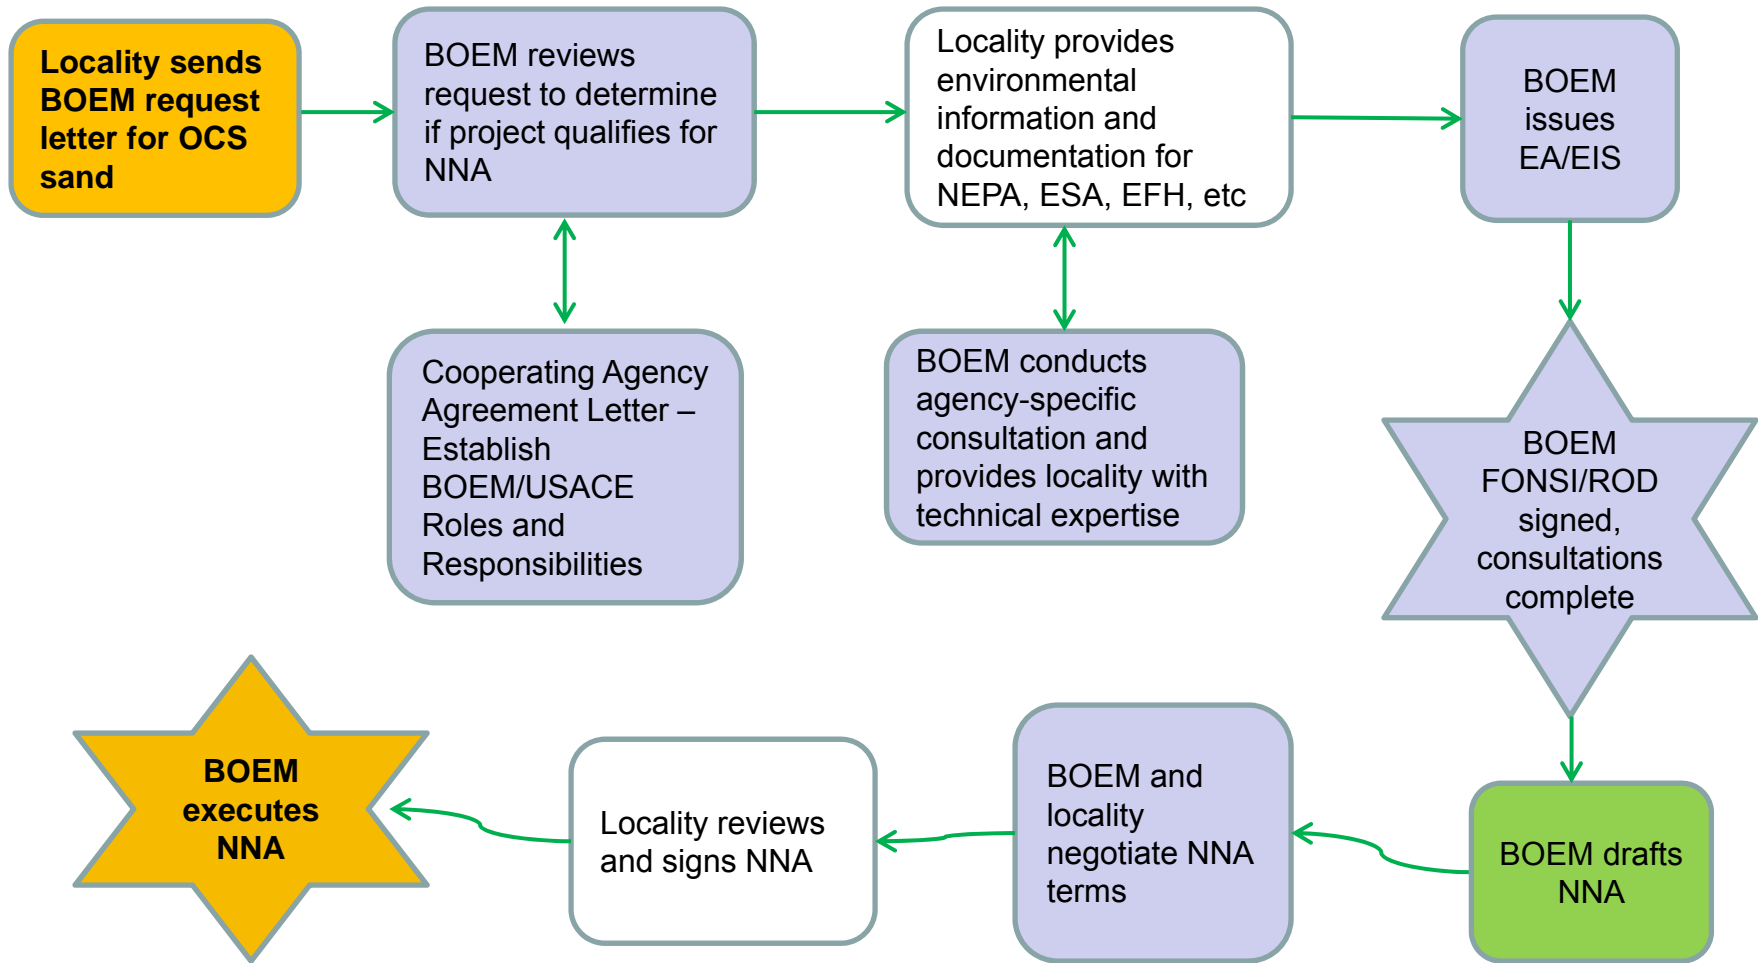 Locality sends
BOEM request
letter for OCS
sand
BOEM reviews
request to determine
if project qualifies for
NNA
Locality provides
environmental
information and
documentation for
NEPA, ESA, EFH, etc
BOEM
issues
EA/EIS
Cooperating Agency
Agreement Letter –
Establish
BOEM/USACE
Roles and
Responsibilities
BOEM conducts
agency-specific
consultation and
provides locality with
technical expertise
BOEM
FONSI/ROD
signed,
consultations
complete
BOEM drafts
NNA
BOEM and
locality
negotiate NNA
terms
Locality reviews
and signs NNA
BOEM
executes
NNA